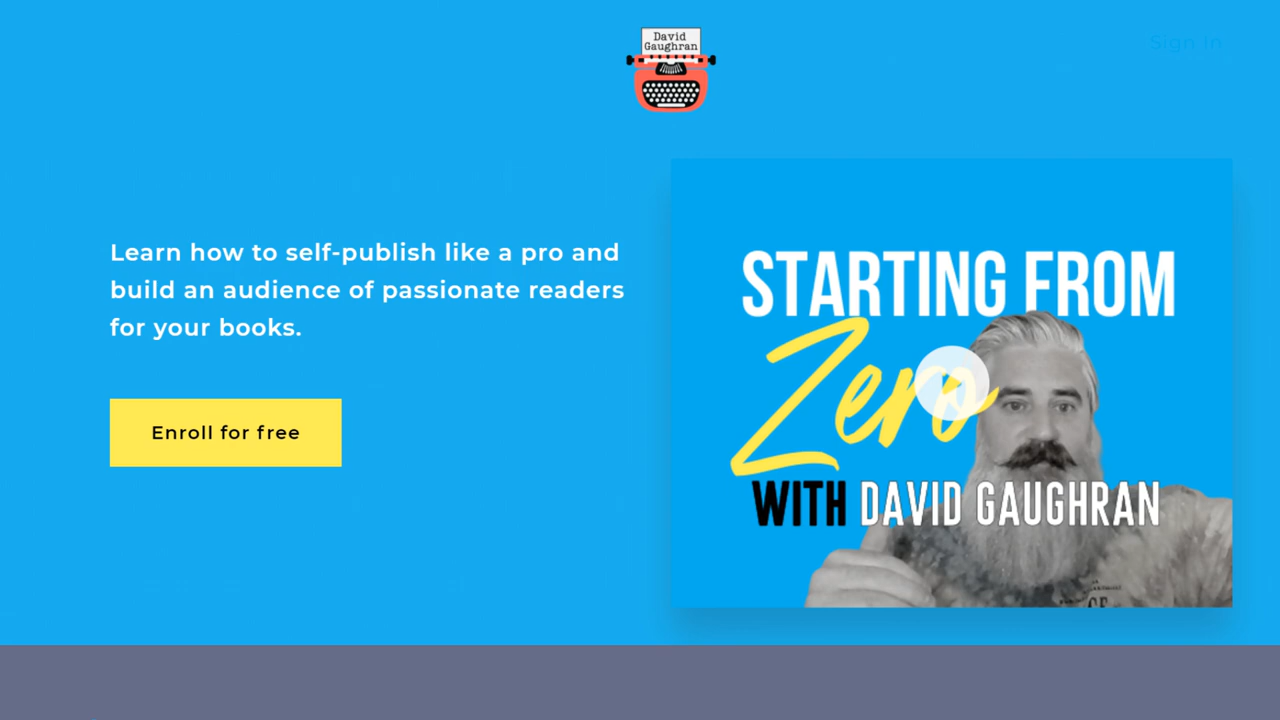 David
Gaughran
Sign In
Learn how to self-publish like a pro and
build an audience of passionate readers
for your books.
Enroll for free
STARTING FROM
Zero
WITH DAVID GAUGHRAN